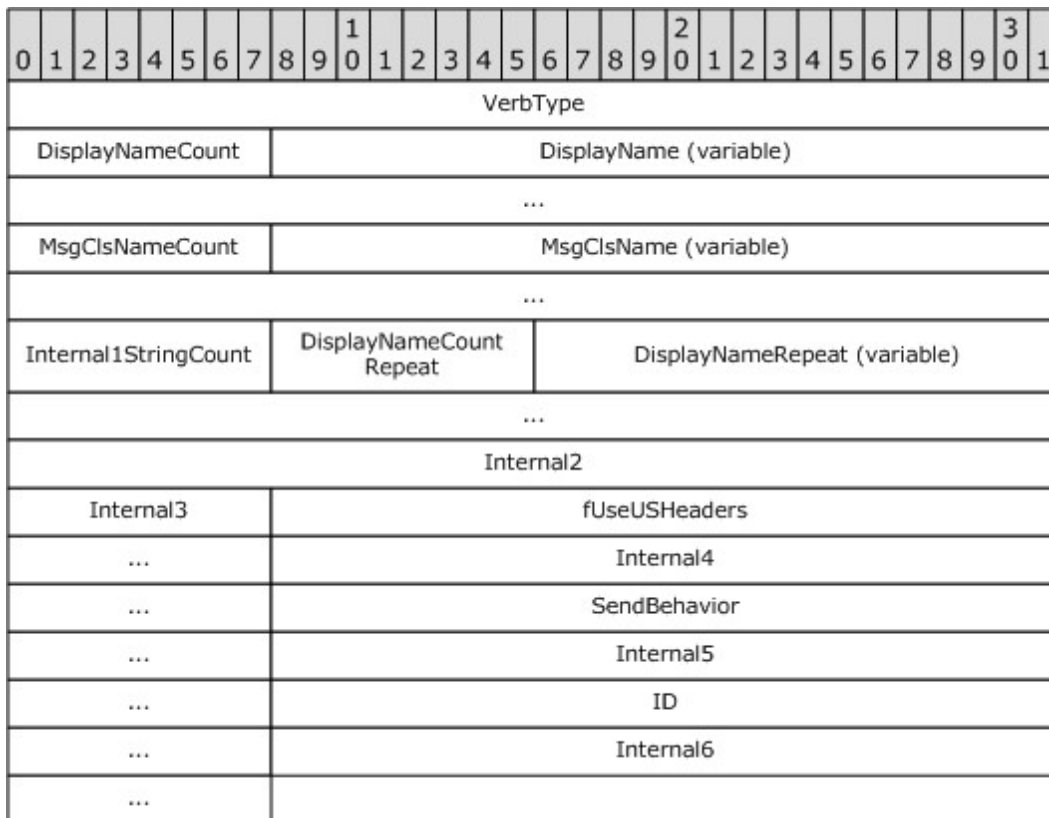 1 2 3
0 1 2 3 4 5 6 7 8 9 0 1 2 3 4 5 6 7 8 9 0 1 2 3 4 5 6 7 8 9 0 1
VerbType
DisplayNameCount DisplayName (variable)
...
MsgClsNameCount MsgClsName (variable)
...
Internal1StringCount DisplayNameCount DisplayNameRepeat (variable)
Repeat
...
Internal2
Internal3 fUseUSHeaders
... Internal4
... SendBehavior
... Internal5
... ID
... Internal6
...